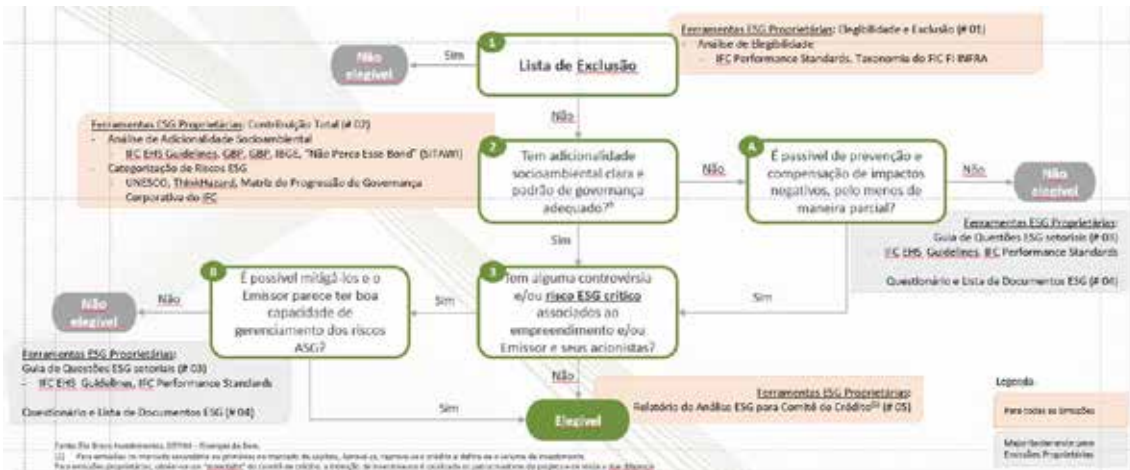 Ferramentas ESG Proprietárias: Elegibilidade e Exclusão (# 01)
- Análise de Elegibilidade
- IFC Performance Standards, Taxonomia do FIC FI INFRA
1
Lista de Exclusão
Sim
Não
elegível
Não
Ferramentas ESG Proprietárias: Contribuição Total (# 02)
- Análise de Adicionalidade Socioambiental
IFC EHS Guidelines, GBP, GBP, IBGE, "Não Perca Esse Bond" (SITAWI)
- Categorização de Riscos ESG
- UNESCO, ThinkHazard, Matriz de Progressão de Governança
Corporativa do IFC
2
Tem adicionalidade
socioambiental clara e
padrão de governança
adequado?
Não
A
É passível de prevenção e
compensação de impactos
negativos, pelo menos de
maneira parcial?
Não
Não
elegível
Ferramentas ESG Proprietárias:
Guia de Questões ESG setoriais (# 03)
IFC EHS Guidelines, IFC Performance Standards
Questionário e Lista de Documentos ESG (# 04)
Sim
Sim
3
Tem alguma controvérsia
e/ou risco ESG crítico
associados ao
empreendimento e/ou
Emissor e seus acionistas?
Sim
B
É possível mitigá-los e o
Emissor parece ter boa
capacidade de
gerenciamento dos riscos
ASG?
Não
Não
elegível
Ferramentas ESG Proprietárias:
Guia de Questões ESG setoriais (# 03)
- IFC EHS Guidelines, IFC Performance Standards
Questionário e Lista de Documentos ESG (# 04)
Não
Sim
Elegível
Ferramentas ESG Proprietárias:
Relatório de Análise ESG para Comitê de Crédito(1) (# 05)
Legenda
Para todas as Emissões
Majoritariamente para
Emissões Proprietárias